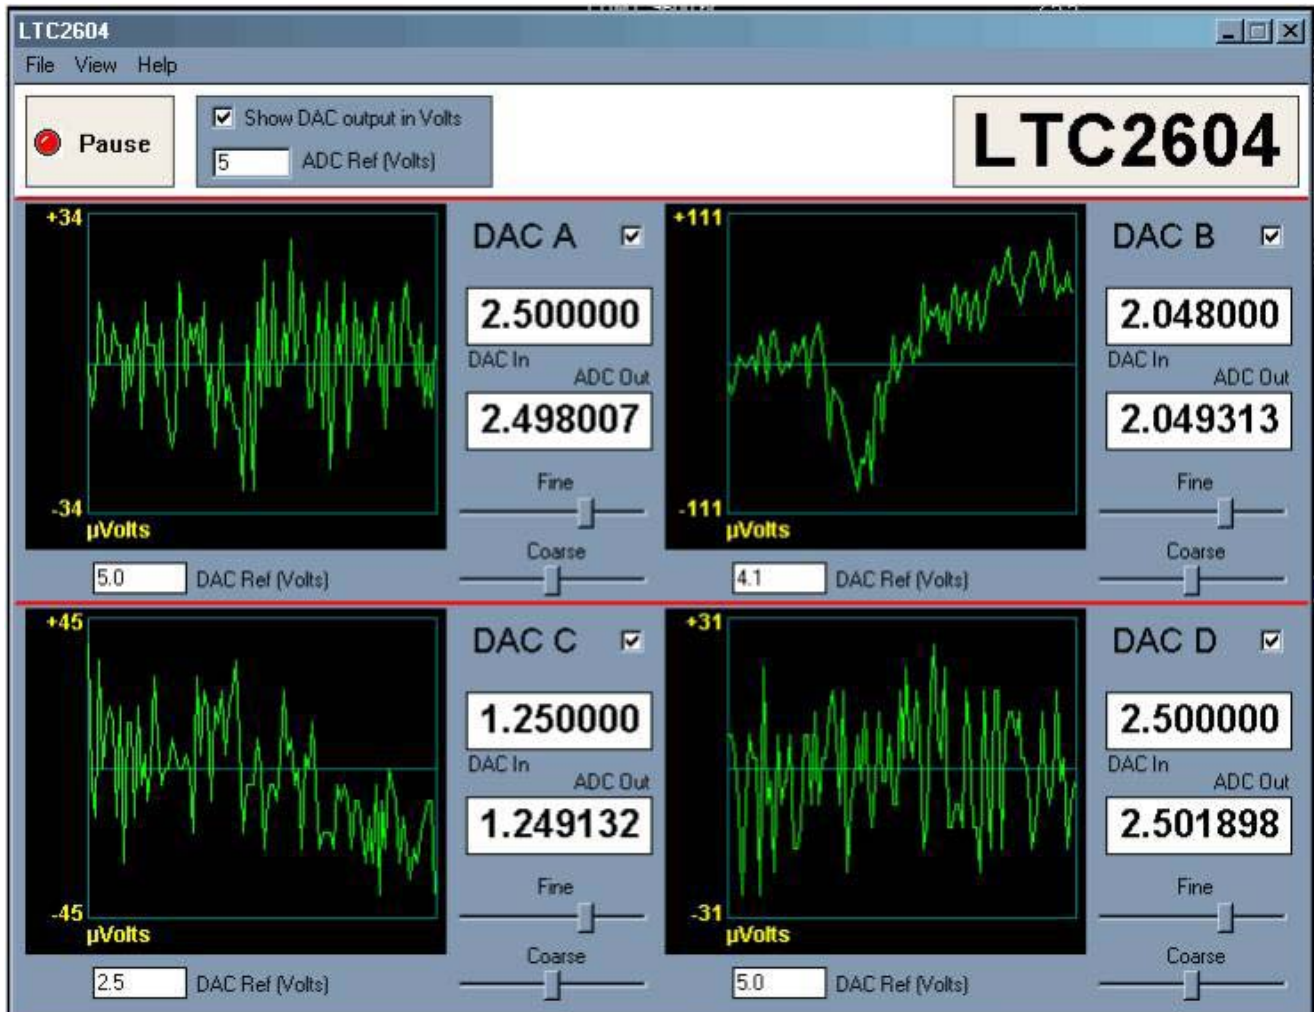 LTC2604
File View Help
Pause
Show DAC output in Volts
5 ADC Ref (Volts)
LTC2604
+34
-34
µVolts
5.0 DAC Ref (Volts)
DAC A
2.500000
DAC In
ADC Out
2.498007
Fine
Coarse
+111
-111
µVolts
4.1 DAC Ref (Volts)
DAC B
2.048000
DAC In
ADC Out
2.049313
Fine
Coarse
+45
-45
µVolts
2.5 DAC Ref (Volts)
DAC C
1.250000
DAC In
ADC Out
1.249132
Fine
Coarse
+31
-31
µVolts
5.0 DAC Ref (Volts)
DAC D
2.500000
DAC In
ADC Out
2.501898
Fine
Coarse